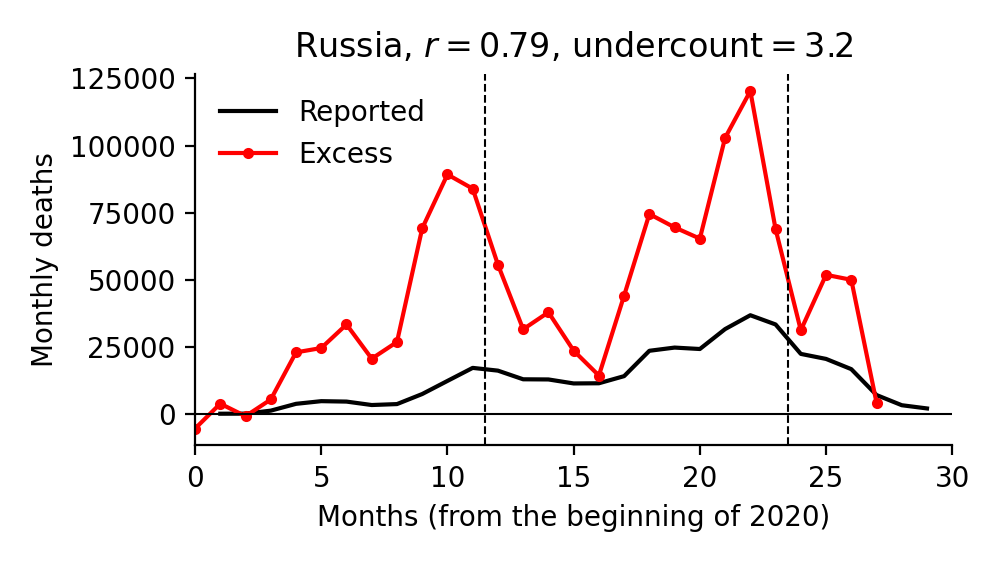 Russia, r = 0.79, undercount = 3.2
Monthly deaths
125000
100000
75000
50000
25000
0
Reported
Excess
0 5 10 15 20 25 30
Months (from the beginning of 2020)